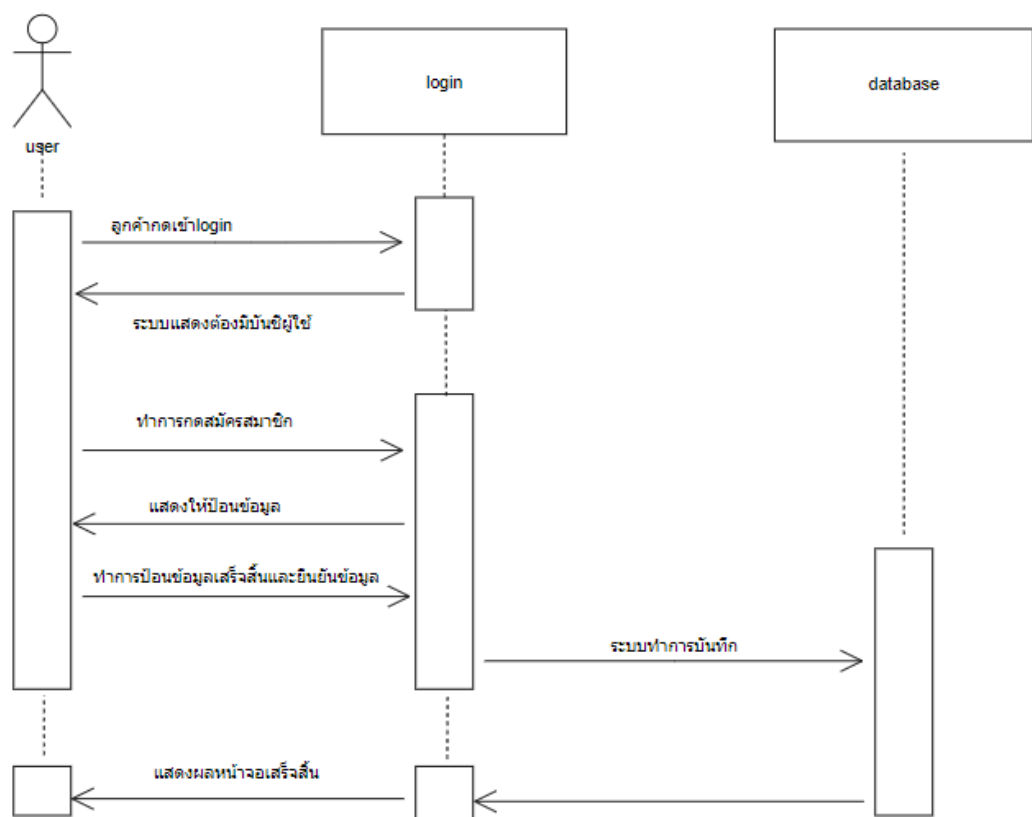 login
database
user
ลูกค้ากดเข้าlogin
ระบบแสดงต้องมีบันชีผู้ใช้
ทำการกดสมัครสมาชิก
แสดงให้ป้อนข้อมูล
ทำการป้อนข้อมูลเสร็จสิ้นและยินยันข้อมูล
ระบบทำการบันทึก
แสดงผลหน้าจอเสร็จสิ้น